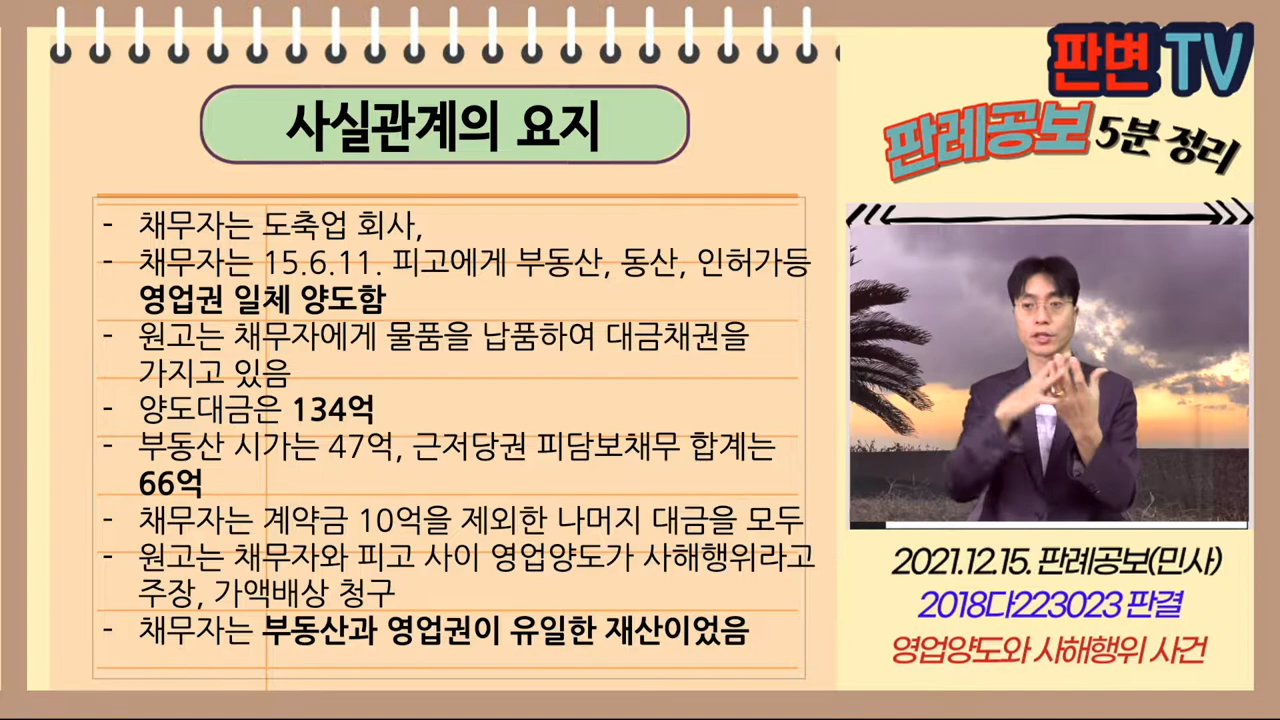 사실관계의 요지
- 채무자는 도축업 회사,
- 채무자는 15.6.11. 피고에게 부동산, 동산, 인허가등
영업권 일체 양도함
- 원고는 채무자에게 물품을 납품하여 대금채권을
가지고 있음
- 양도대금은 134억
- 부동산 시가는 47억, 근저당권 피담보채무 합계는
66억
- 채무자는 계약금 10억을 제외한 나머지 대금을 모두
- 원고는 채무자와 피고 사이 영업양도가 사해행위라고
주장, 가액배상 청구
- 채무자는 부동산과 영업권이 유일한 재산이었음
판변 TV
판례공보 5분 정리
2021.12.15. 판례공보(민사)
2018다223023 판결
영업양도와 사해행위 사건